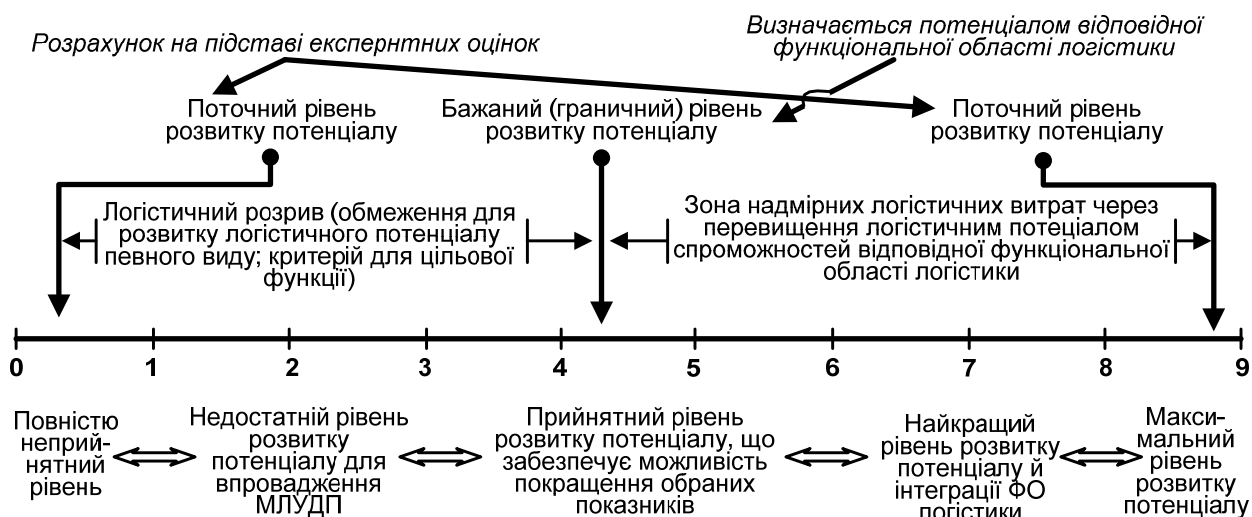 Розрахунок на підставі експернтних оцінок
Визначається потенціалом відповідної
функціональної області логістики
Поточний рівень
розвитку потенціалу
Бажаний (граничний) рівень
розвитку потенціалу
Поточний рівень
розвитку потенціалу
Логістичний розрив (обмеження для
розвитку логістичного потенціалу
певного виду; критерій для цільової
функції)
Зона надмірних логістичних витрат через
перевищення логістичним потеціалом
спроможностей відповідної функціональної
області логістики
0 1 2 3 4 5 6 7 8 9
Повністю
неприй-
нятний
рівень
Недостатній рівень
розвитку
потенціалу для
впровадження
МЛУДП
Прийнятний рівень
розвитку потенціалу, що
забезпечує можливість
покращення обраних
показників
Найкращий
рівень розвитку
потенціалу й
інтеграції ФО
логістики
Макси-
мальний
рівень
розвитку
потенціалу